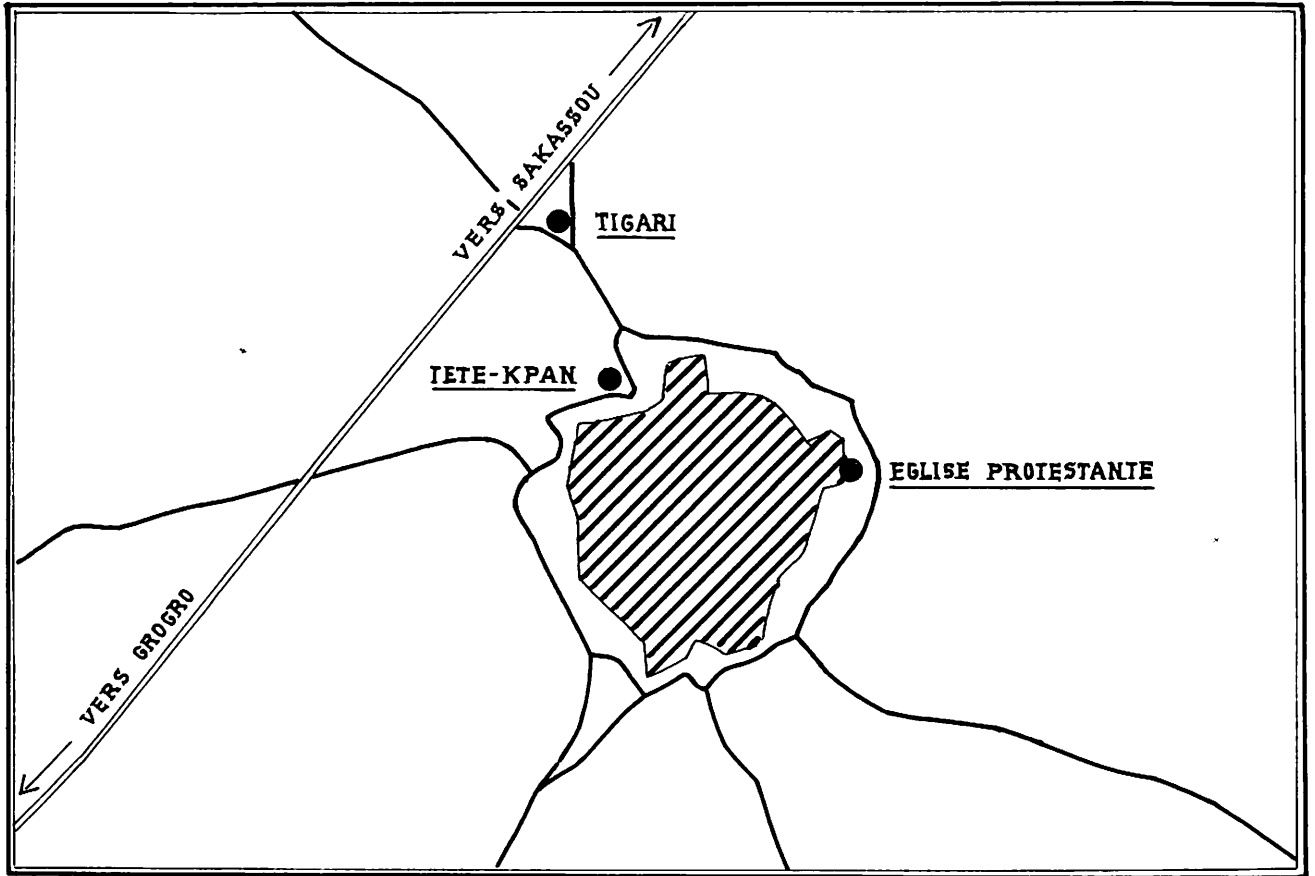 VERS SAKASSOU
TIGARI
TETE-KPAN
EGLISE PROTESTANTE
VERS GROGRO